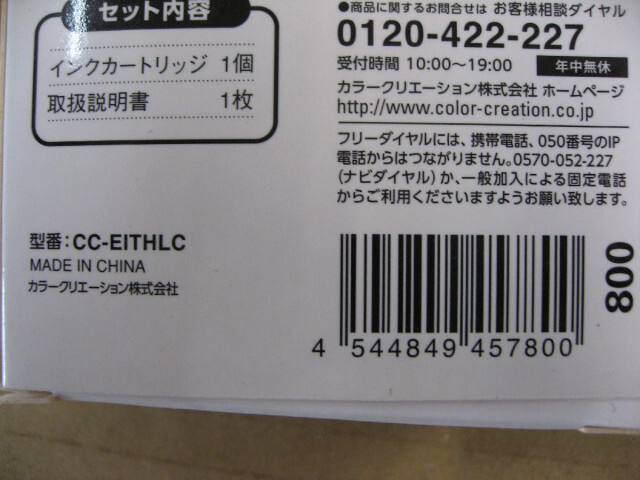 セット内容
インクカートリッジ 1個
取扱説明書 1枚
●商品に関するお問合せは お客様相談ダイヤル
0120-422-227
受付時間 10:00～19:00 年中無休
カラークリエーション株式会社 ホームページ
http://www.color-creation.co.jp
フリーダイヤルには、携帯電話、050番号のIP
電話からはつながりません。0570-052-227
（ナビダイヤル）か、一般加入による固定電話
からご利用くださいますようお願い致します。
型番：CC-EITHLC
MADE IN CHINA
カラークリエーション株式会社
4 544849 457800
800